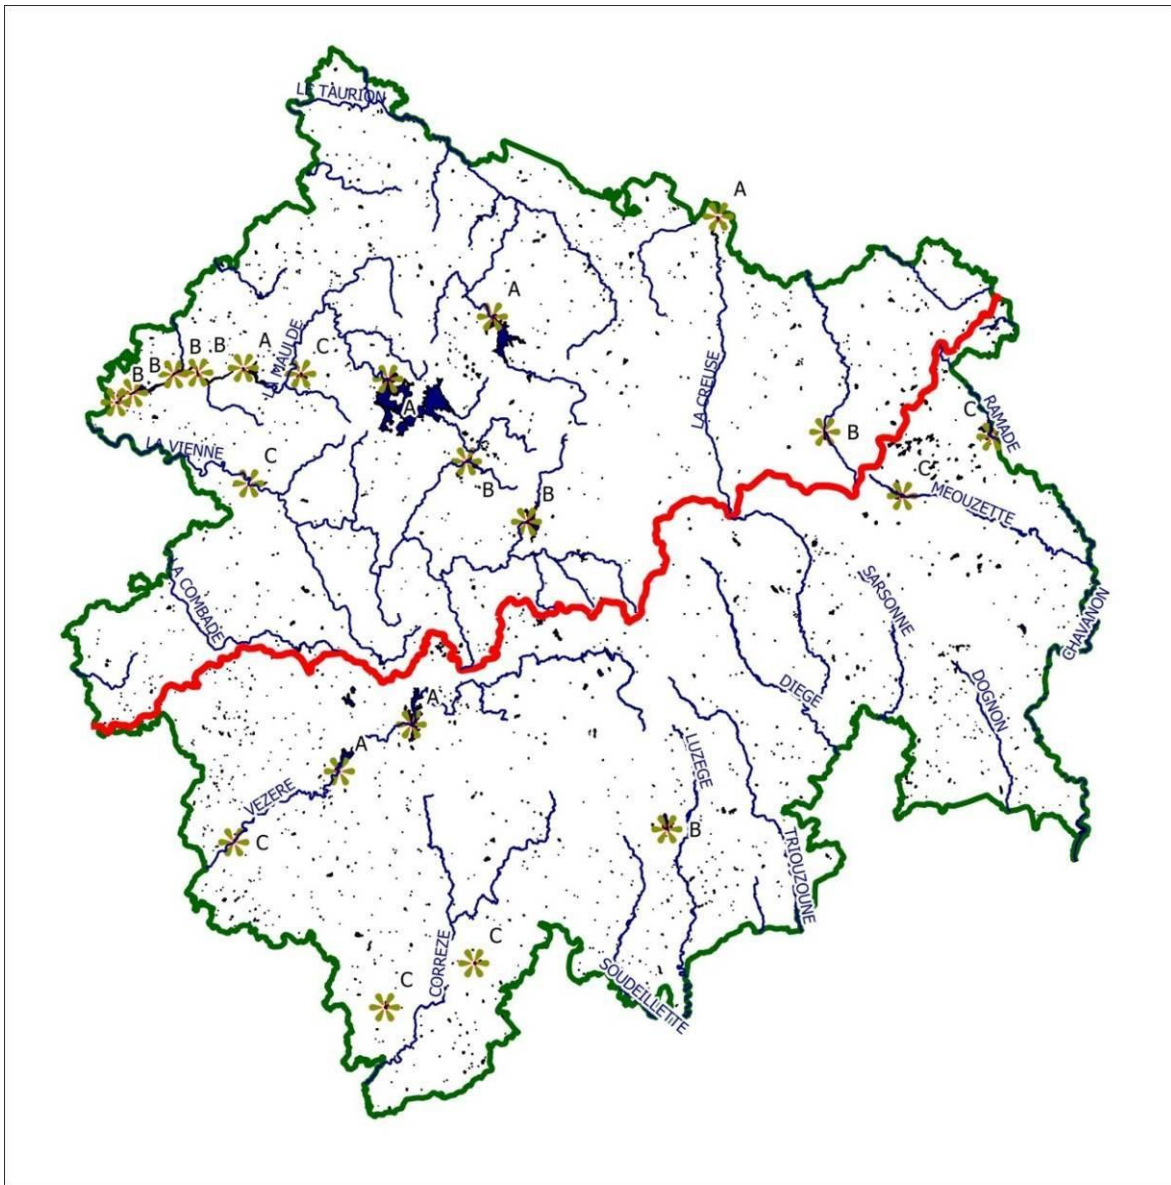 LE TAURION
A
A
LA MAULDE
B
B
A
C
B
B
A
LA CREUSE
RAMADE
C
B
LA VIENNE
C
C
MEOUZETTE
B
B
LA COMBADE
SARSONNE
CHAVANON
DIEGE
DOGNON
A
A
LUZEGE
VEZERE
C
B
TRIOUZOUNE
CORREZE
C
C
SOUDEILLETTE